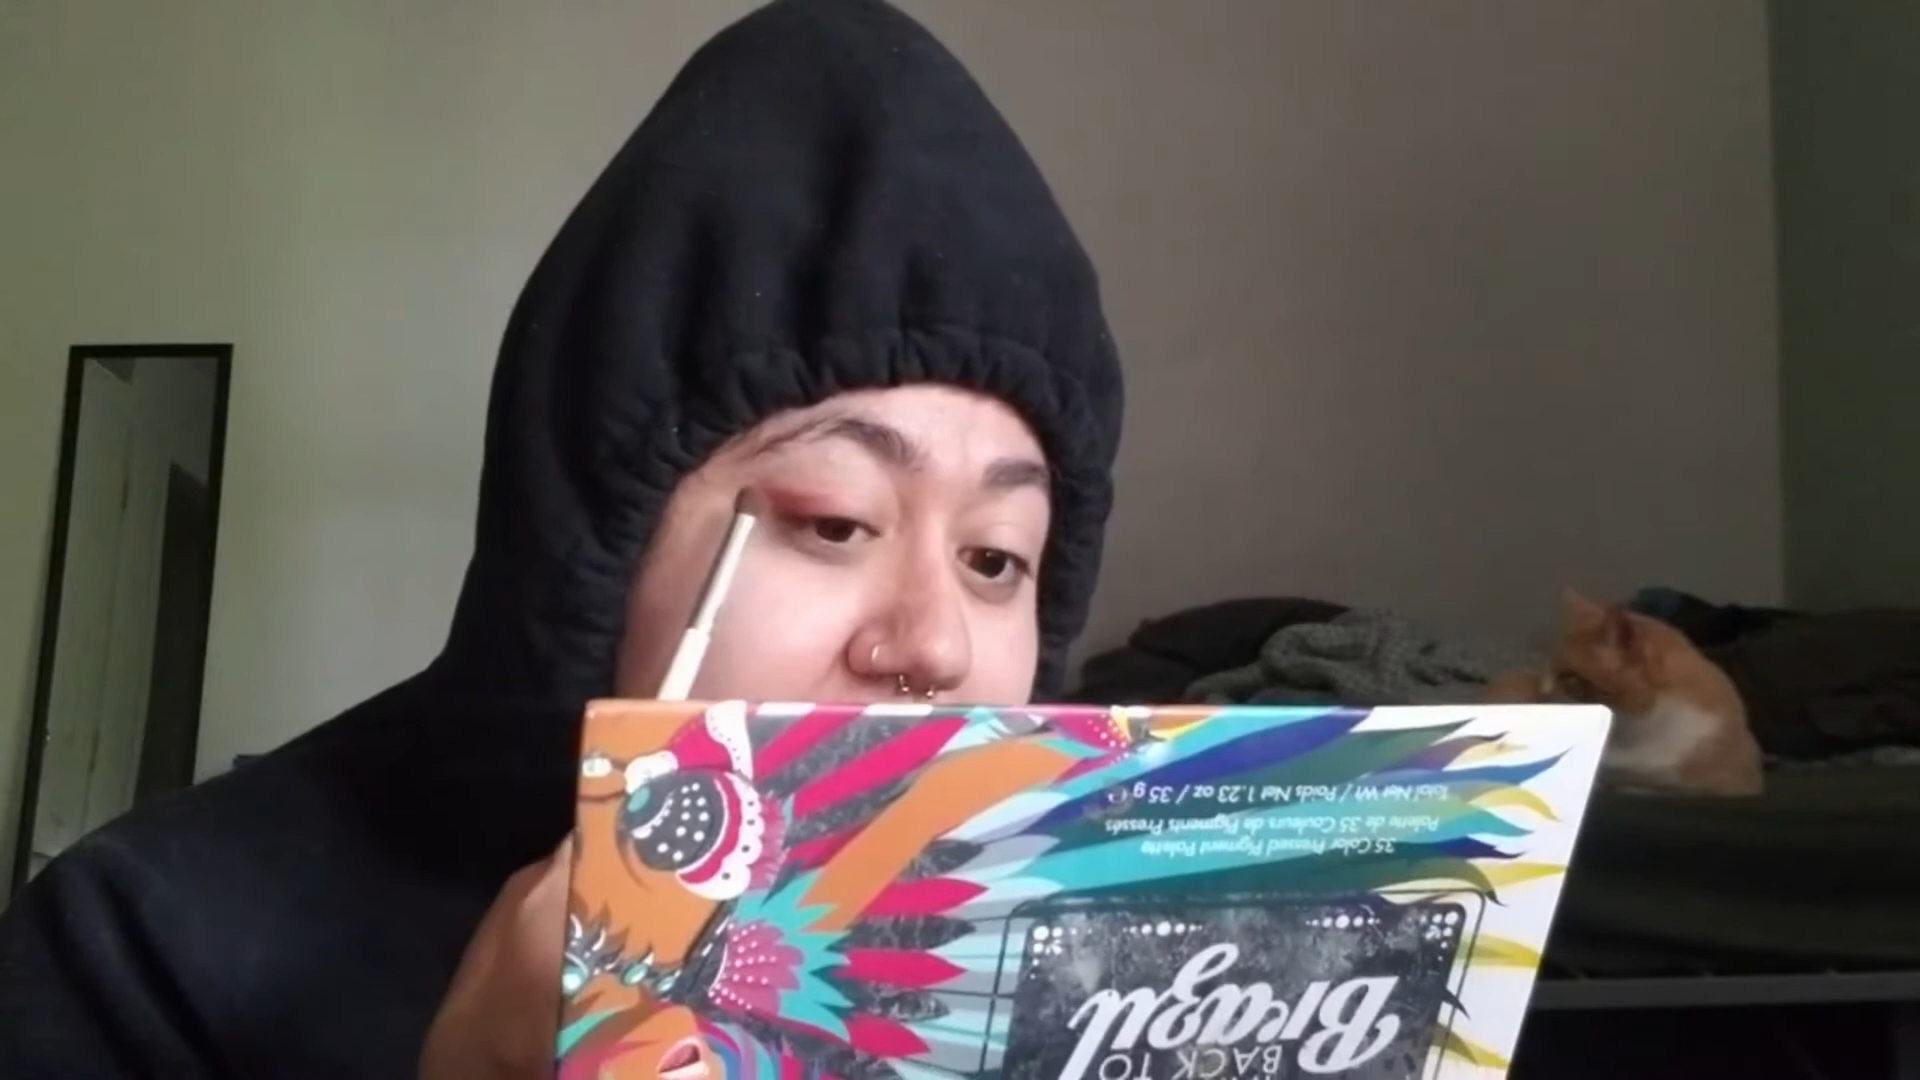 BACK TO
Brazil
35 Color Pressed Pigment Palette
Palette de 35 Couleurs de Pigments Pressés
Total Net Wt / Poids Net 1.23 oz / 35 g ℮